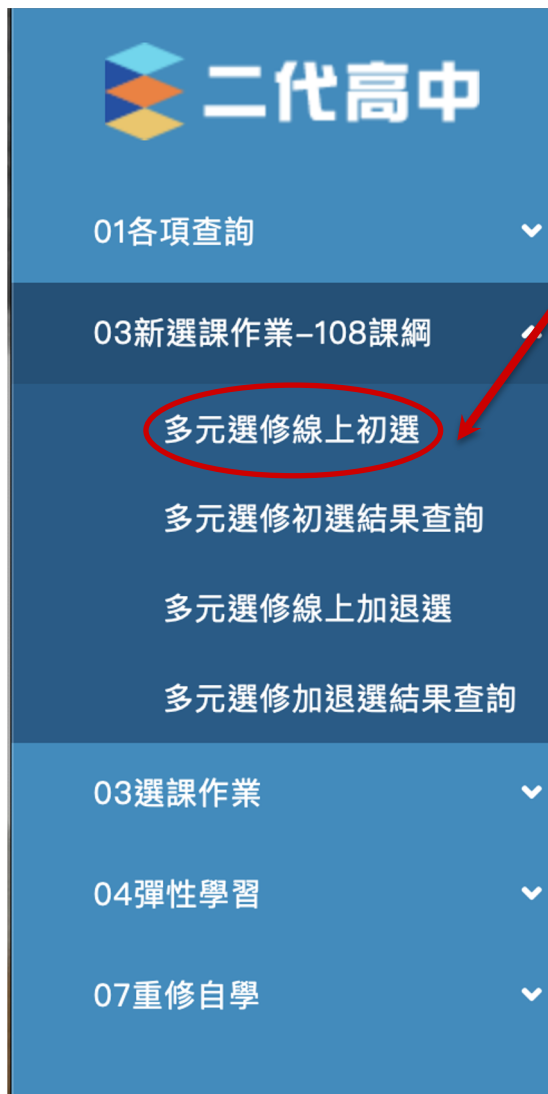 二代高中
01各項查詢
03新選課作業–108課綱
多元選修線上初選
多元選修初選結果查詢
多元選修線上加退選
多元選修加退選結果查詢
03選課作業
04彈性學習
07重修自學